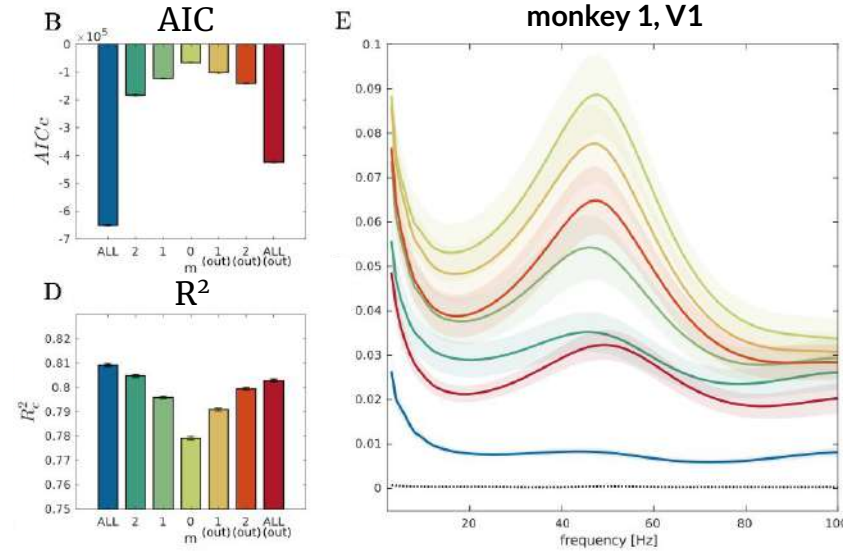 B AIC
×10⁵
0
-1
-2
-3
-4
-5
-6
-7
AICc
ALL 2 1 0 1 2 ALL
m (out) (out) (out)
D R²
0.82
0.81
0.8
0.79
0.78
0.77
0.76
0.75
R²c
ALL 2 1 0 1 2 ALL
m (out) (out) (out)
E monkey 1, V1
0.1
0.09
0.08
0.07
0.06
0.05
0.04
0.03
0.02
0.01
0
20 40 60 80 100
frequency [Hz]